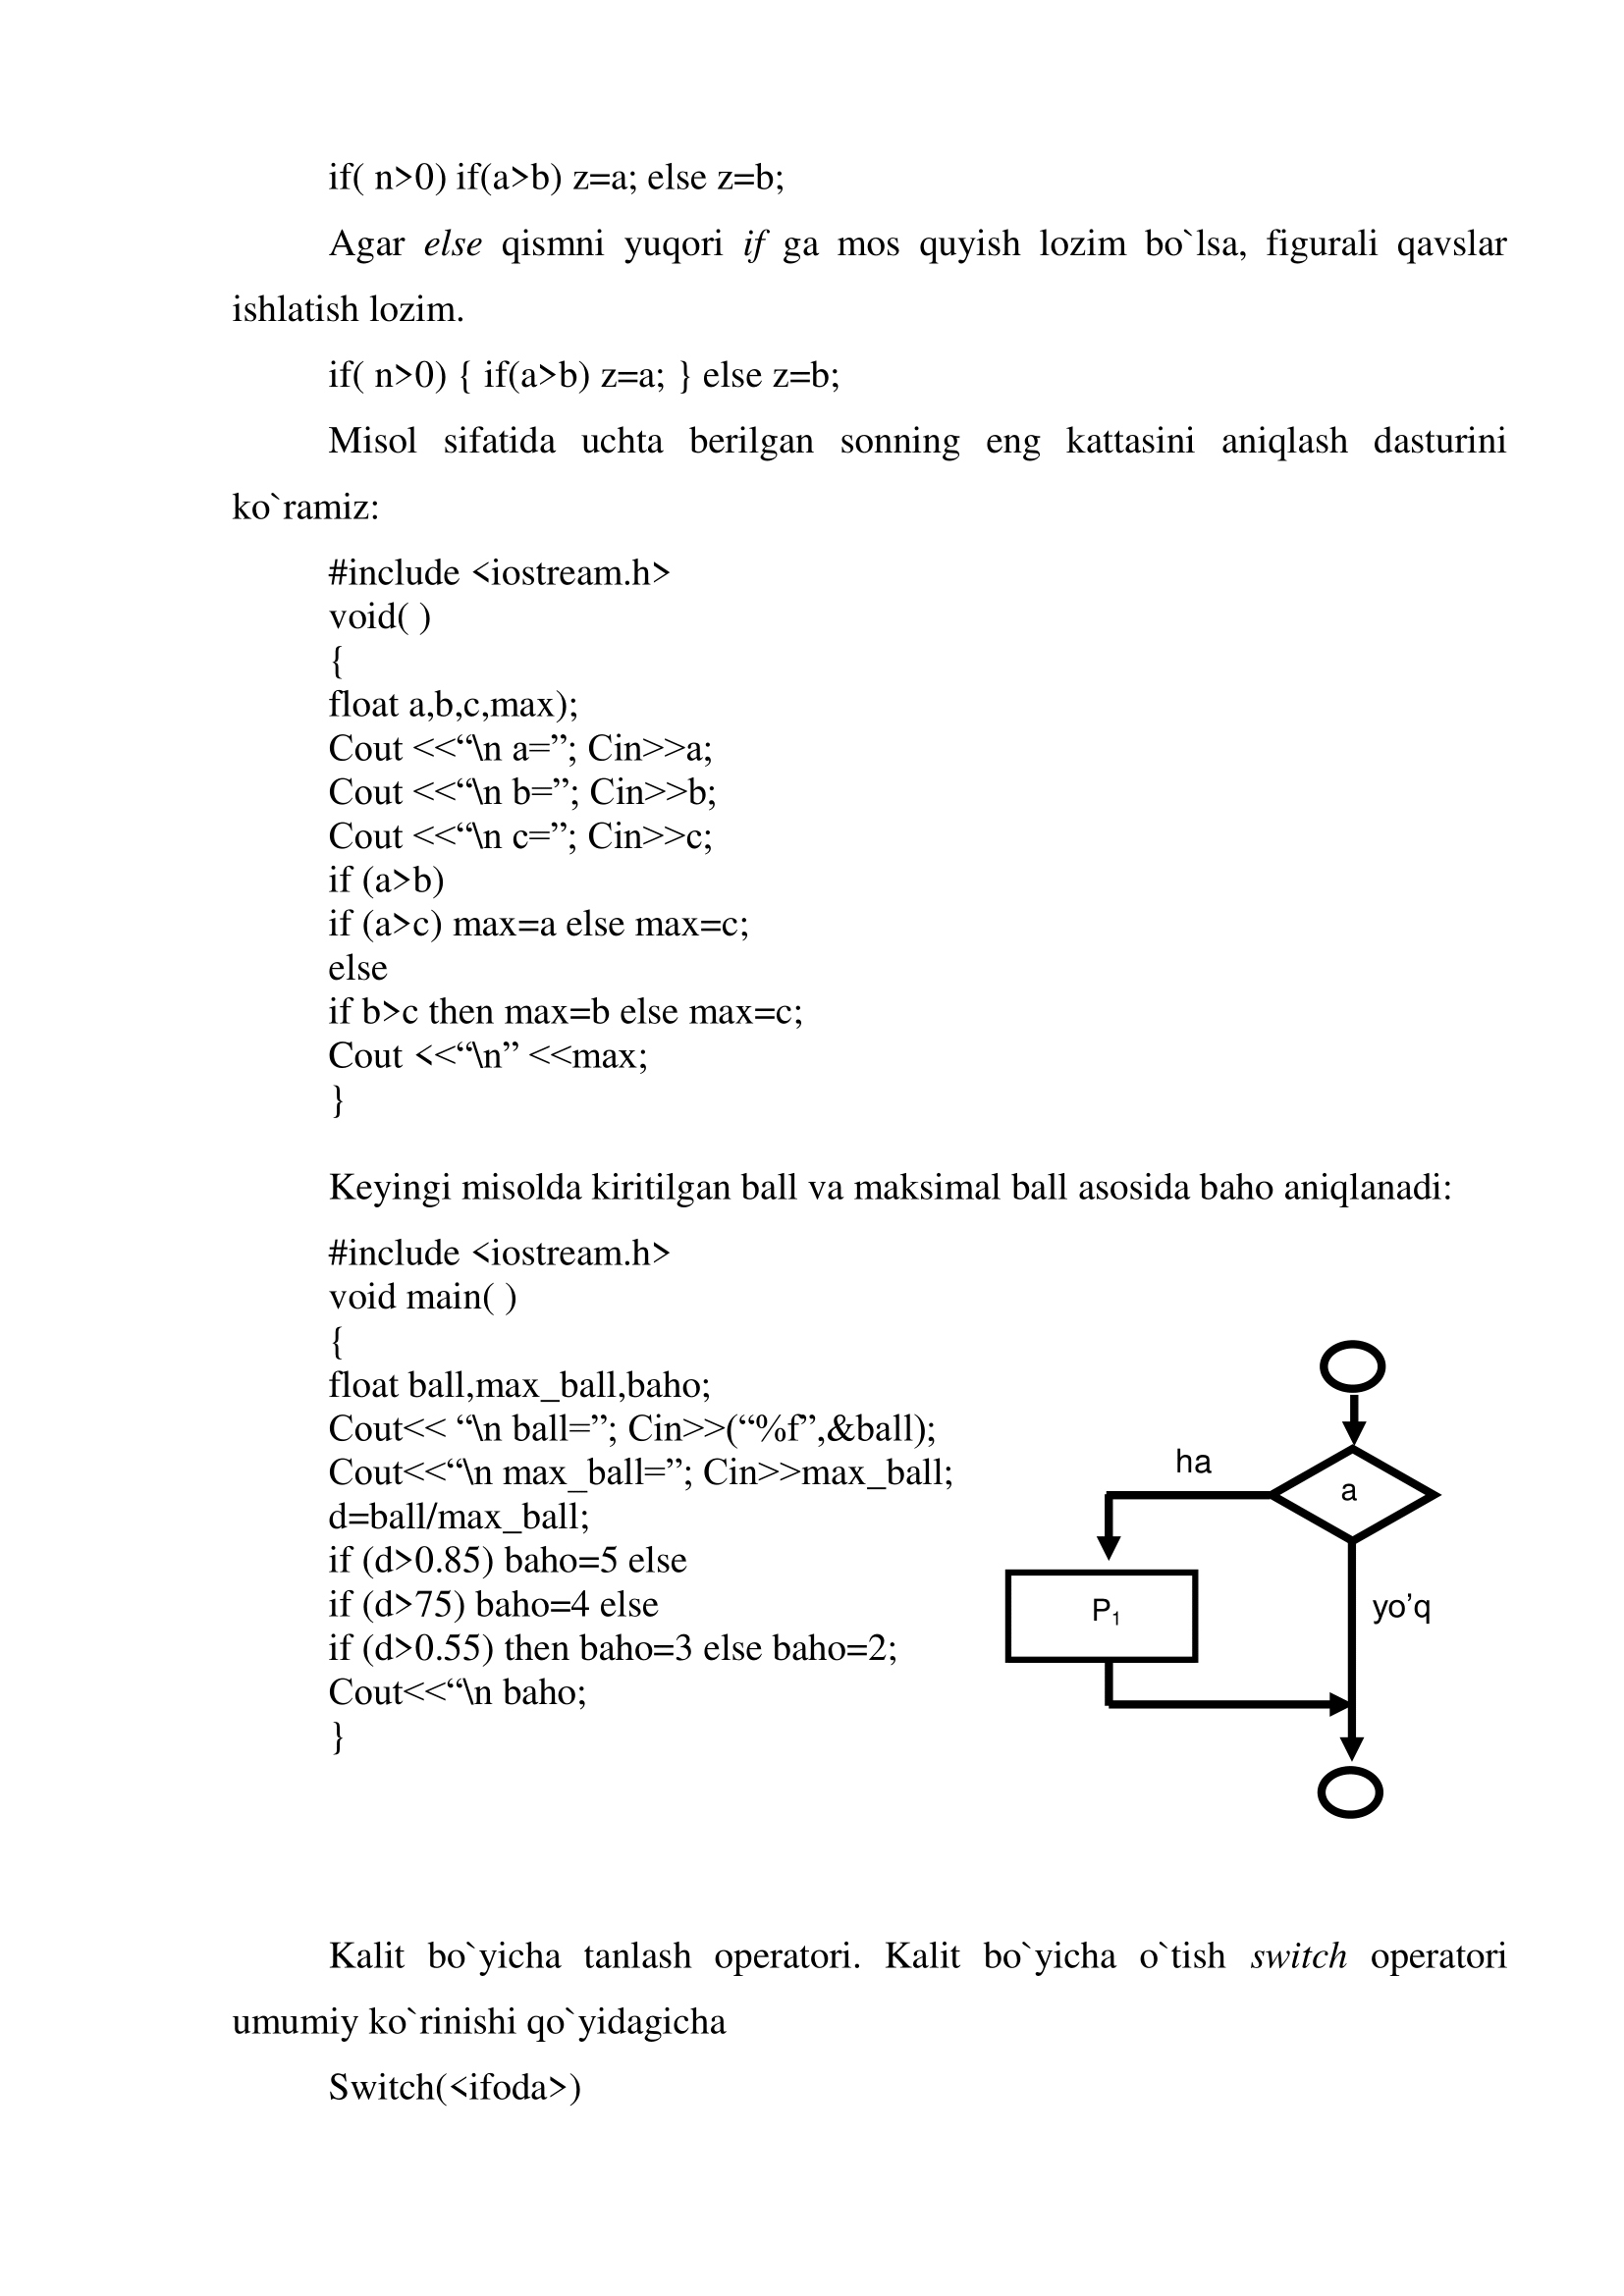 if( n>0) if(a>b) z=a; else z=b;
Agar else qismni yuqori if ga mos quyish lozim bo`lsa, figurali qavslar
ishlatish lozim.
if( n>0) { if(a>b) z=a; } else z=b;
Misol sifatida uchta berilgan sonning eng kattasini aniqlash dasturini
ko`ramiz:
#include <iostream.h>
void( )
{
float a,b,c,max);
Cout <<“\n a=”; Cin>>a;
Cout <<“\n b=”; Cin>>b;
Cout <<“\n c=”; Cin>>c;
if (a>b)
if (a>c) max=a else max=c;
else
if b>c then max=b else max=c;
Cout <<“\n” <<max;
}
Keyingi misolda kiritilgan ball va maksimal ball asosida baho aniqlanadi:
#include <iostream.h>
void main( )
{
float ball,max_ball,baho;
Cout<< “\n ball=”; Cin>>(“%f”,&ball);
Cout<<“\n max_ball=”; Cin>>max_ball;
d=ball/max_ball;
if (d>0.85) baho=5 else
if (d>75) baho=4 else
if (d>0.55) then baho=3 else baho=2;
Cout<<“\n baho;
}
ha
a
P₁
yo’q
Kalit bo`yicha tanlash operatori. Kalit bo`yicha o`tish switch operatori
umumiy ko`rinishi qo`yidagicha
Switch(<ifoda>)